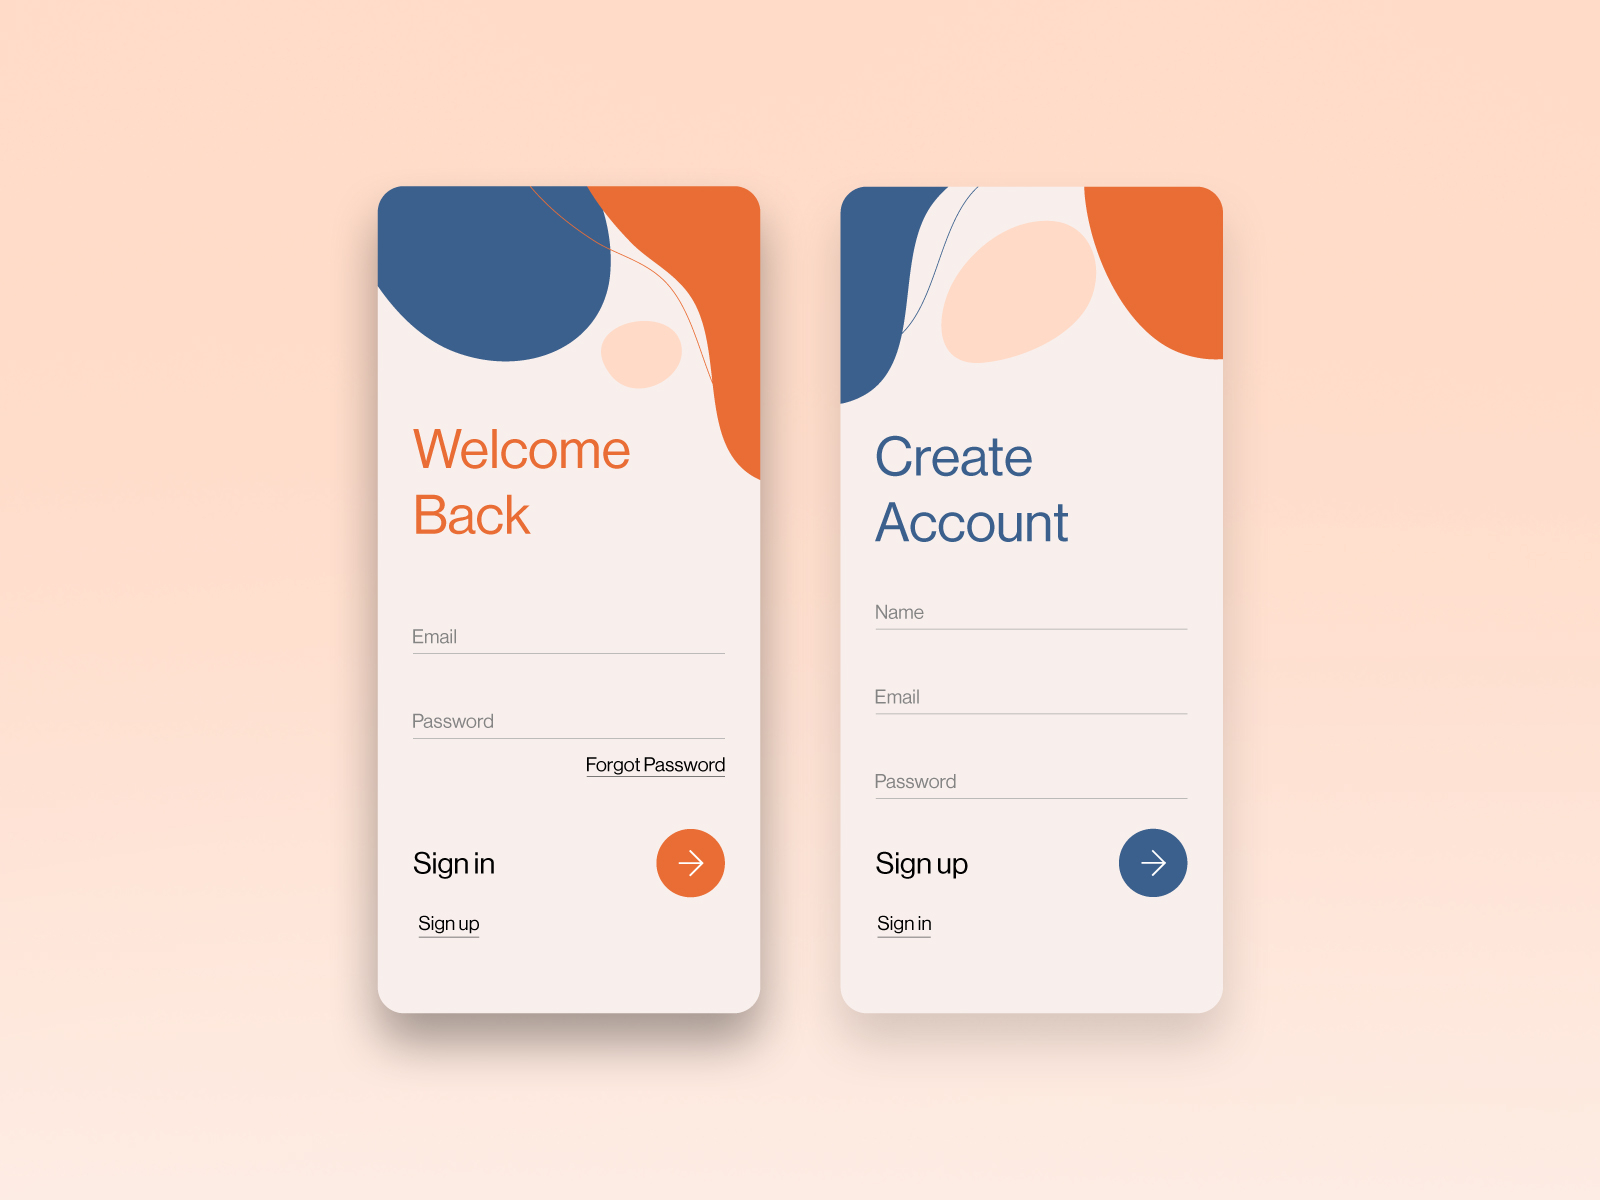 Welcome
Back
Email
Password
Forgot Password
Sign in
Sign up
Create
Account
Name
Email
Password
Sign up
Sign in